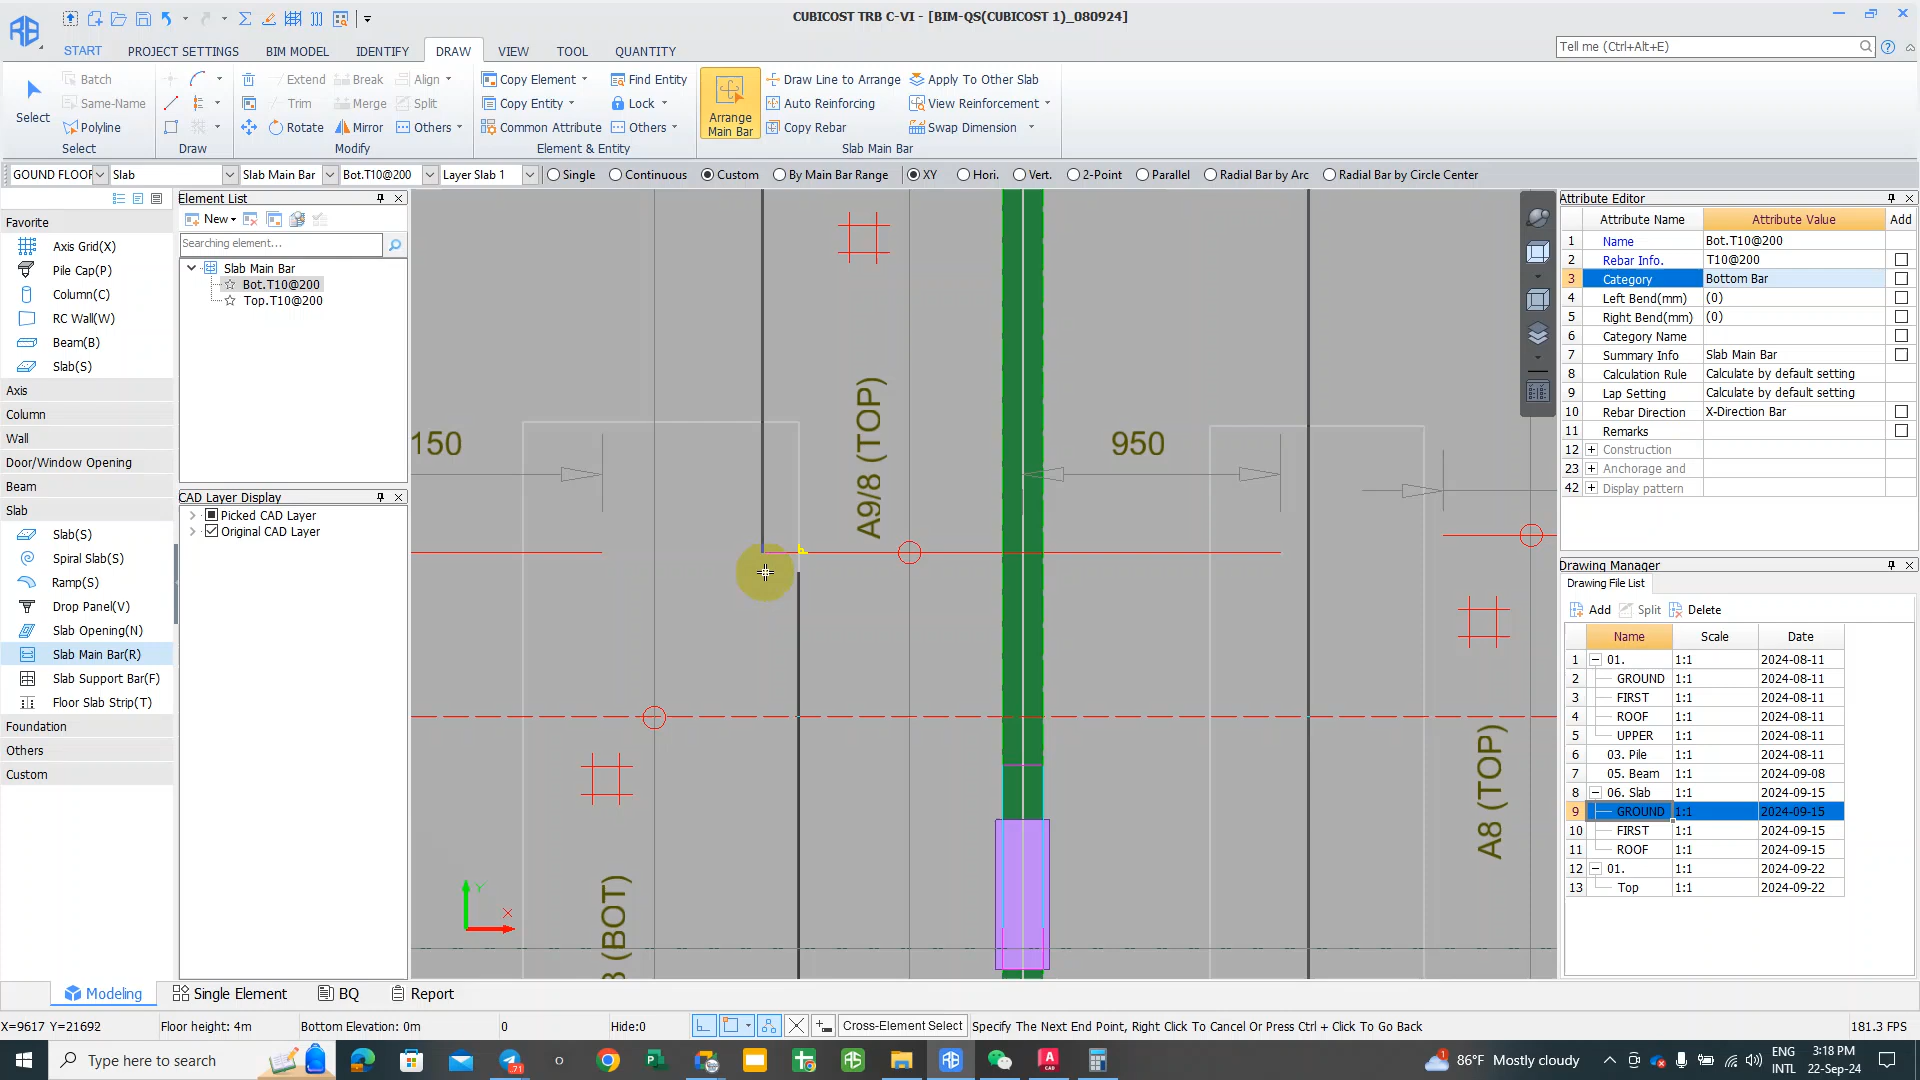 CUBICOST TRB C-VI - [BIM-QS(CUBICOST 1)_080924]
START PROJECT SETTINGS BIM MODEL IDENTIFY DRAW VIEW TOOL QUANTITY
Tell me (Ctrl+Alt+E)
Batch
Extend Break Align
Copy Element Find Entity
Draw Line to Arrange Apply To Other Slab
Same-Name
Trim Merge Split
Copy Entity Lock
Auto Reinforcing View Reinforcement
Select
Polyline
Rotate Mirror Others
Common Attribute Others
Arrange Main Bar
Copy Rebar Swap Dimension
Select Draw Modify Element & Entity Slab Main Bar
GOUND FLOOF Slab Slab Main Bar Bot.T10@200 Layer Slab 1 Single Continuous Custom By Main Bar Range XY Hori. Vert. 2-Point Parallel Radial Bar by Arc Radial Bar by Circle Center
Favorite
Axis Grid(X)
Pile Cap(P)
Column(C)
RC Wall(W)
Beam(B)
Slab(S)
Axis
Column
Wall
Door/Window Opening
Beam
Slab
Slab(S)
Spiral Slab(S)
Ramp(S)
Drop Panel(V)
Slab Opening(N)
Slab Main Bar(R)
Slab Support Bar(F)
Floor Slab Strip(T)
Foundation
Others
Custom
Element List
New
Searching element...
Slab Main Bar
Bot.T10@200
Top.T10@200
CAD Layer Display
Picked CAD Layer
Original CAD Layer
150
A9/8 (TOP)
950
A8 (TOP)
(BOT)
Y
X
Attribute Editor
Attribute Name Attribute Value Add
1 Name Bot.T10@200
2 Rebar Info. T10@200
3 Category Bottom Bar
4 Left Bend(mm) (0)
5 Right Bend(mm) (0)
6 Category Name
7 Summary Info Slab Main Bar
8 Calculation Rule Calculate by default setting
9 Lap Setting Calculate by default setting
10 Rebar Direction X-Direction Bar
11 Remarks
12 Construction
23 Anchorage and
42 Display pattern
Drawing Manager
Drawing File List
Add Split Delete
Name Scale Date
1 01. 1:1 2024-08-11
2 GROUND 1:1 2024-08-11
3 FIRST 1:1 2024-08-11
4 ROOF 1:1 2024-08-11
5 UPPER 1:1 2024-08-11
6 03. Pile 1:1 2024-08-11
7 05. Beam 1:1 2024-09-08
8 06. Slab 1:1 2024-09-15
9 GROUND 1:1 2024-09-15
10 FIRST 1:1 2024-09-15
11 ROOF 1:1 2024-09-15
12 01. 1:1 2024-09-22
13 Top 1:1 2024-09-22
Modeling Single Element BQ Report
X=9617 Y=21692 Floor height: 4m Bottom Elevation: 0m 0 Hide:0 Cross-Element Select Specify The Next End Point, Right Click To Cancel Or Press Ctrl + Click To Go Back 181.3 FPS
Type here to search
86°F Mostly cloudy
ENG
INTL
3:18 PM
22-Sep-24